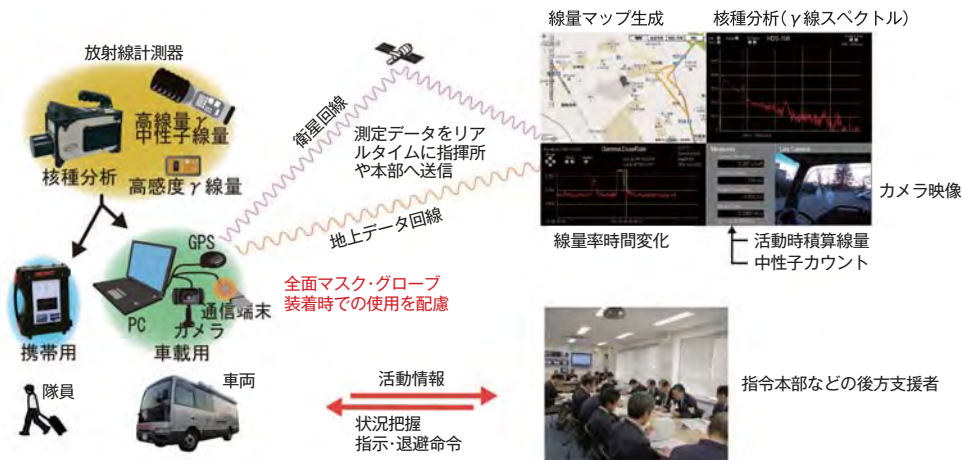 線量マップ生成
核種分析(γ線スペクトル)
放射線計測器
高線量γ
中性子線量
核種分析
高感度γ線量
衛星回線
測定データをリア
ルタイムに指揮所
や本部へ送信
地上データ回線
カメラ映像
線量率時間変化
活動時積算線量
中性子カウント
GPS
PC
カメラ
通信端末
携帯用
車載用
全面マスク・グローブ
装着時での使用を配慮
隊員
車両
活動情報
状況把握
指示・退避命令
指令本部などの後方支援者